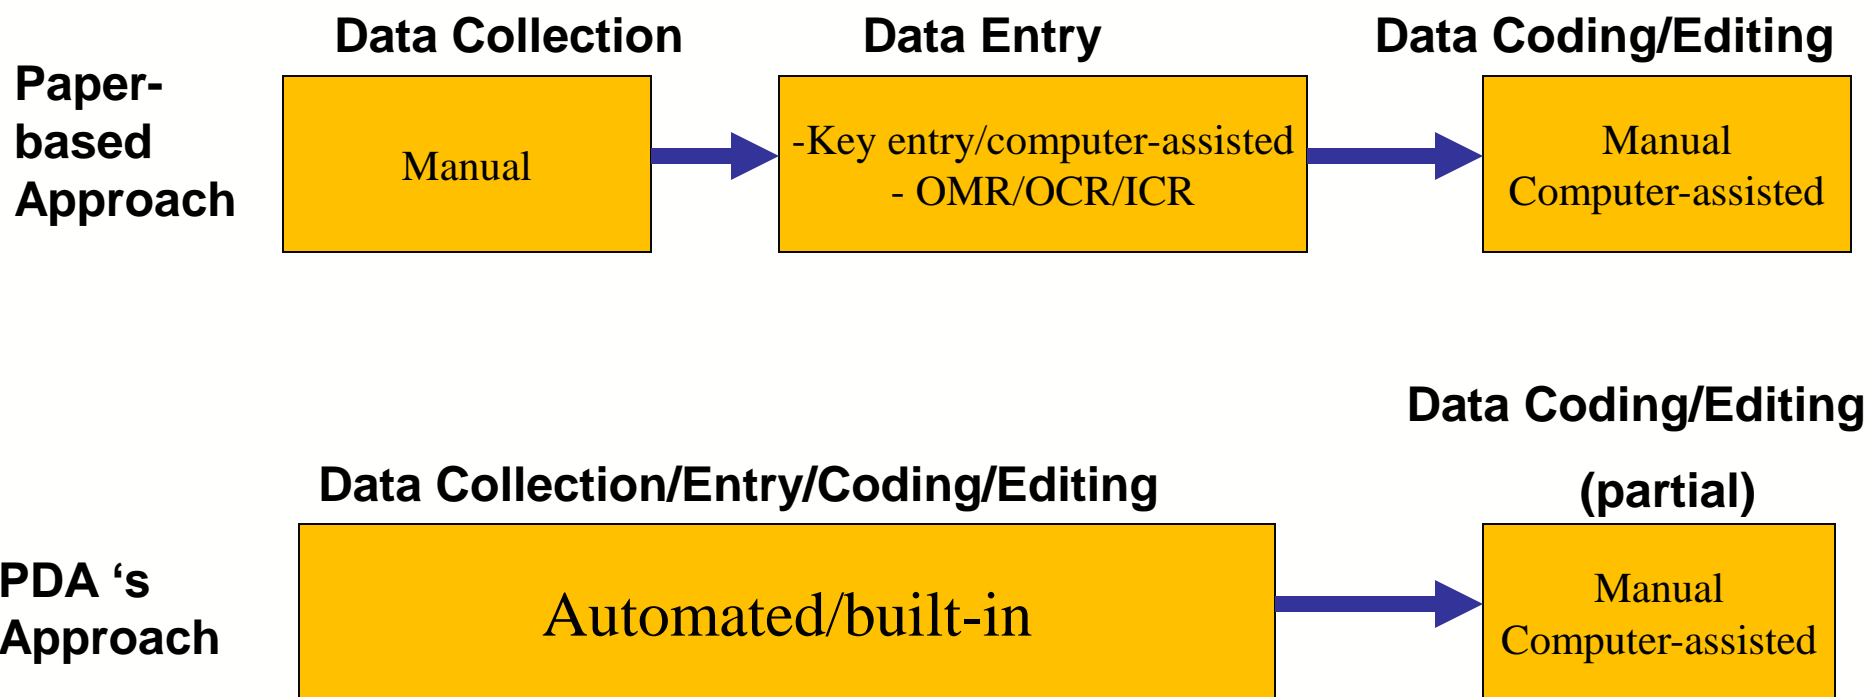 Data Collection
Data Entry
Data Coding/Editing
Paper-
based
Approach
Manual
-Key entry/computer-assisted
- OMR/OCR/ICR
Manual
Computer-assisted
Data Coding/Editing
(partial)
Data Collection/Entry/Coding/Editing
PDA ‘s
Approach
Automated/built-in
Manual
Computer-assisted